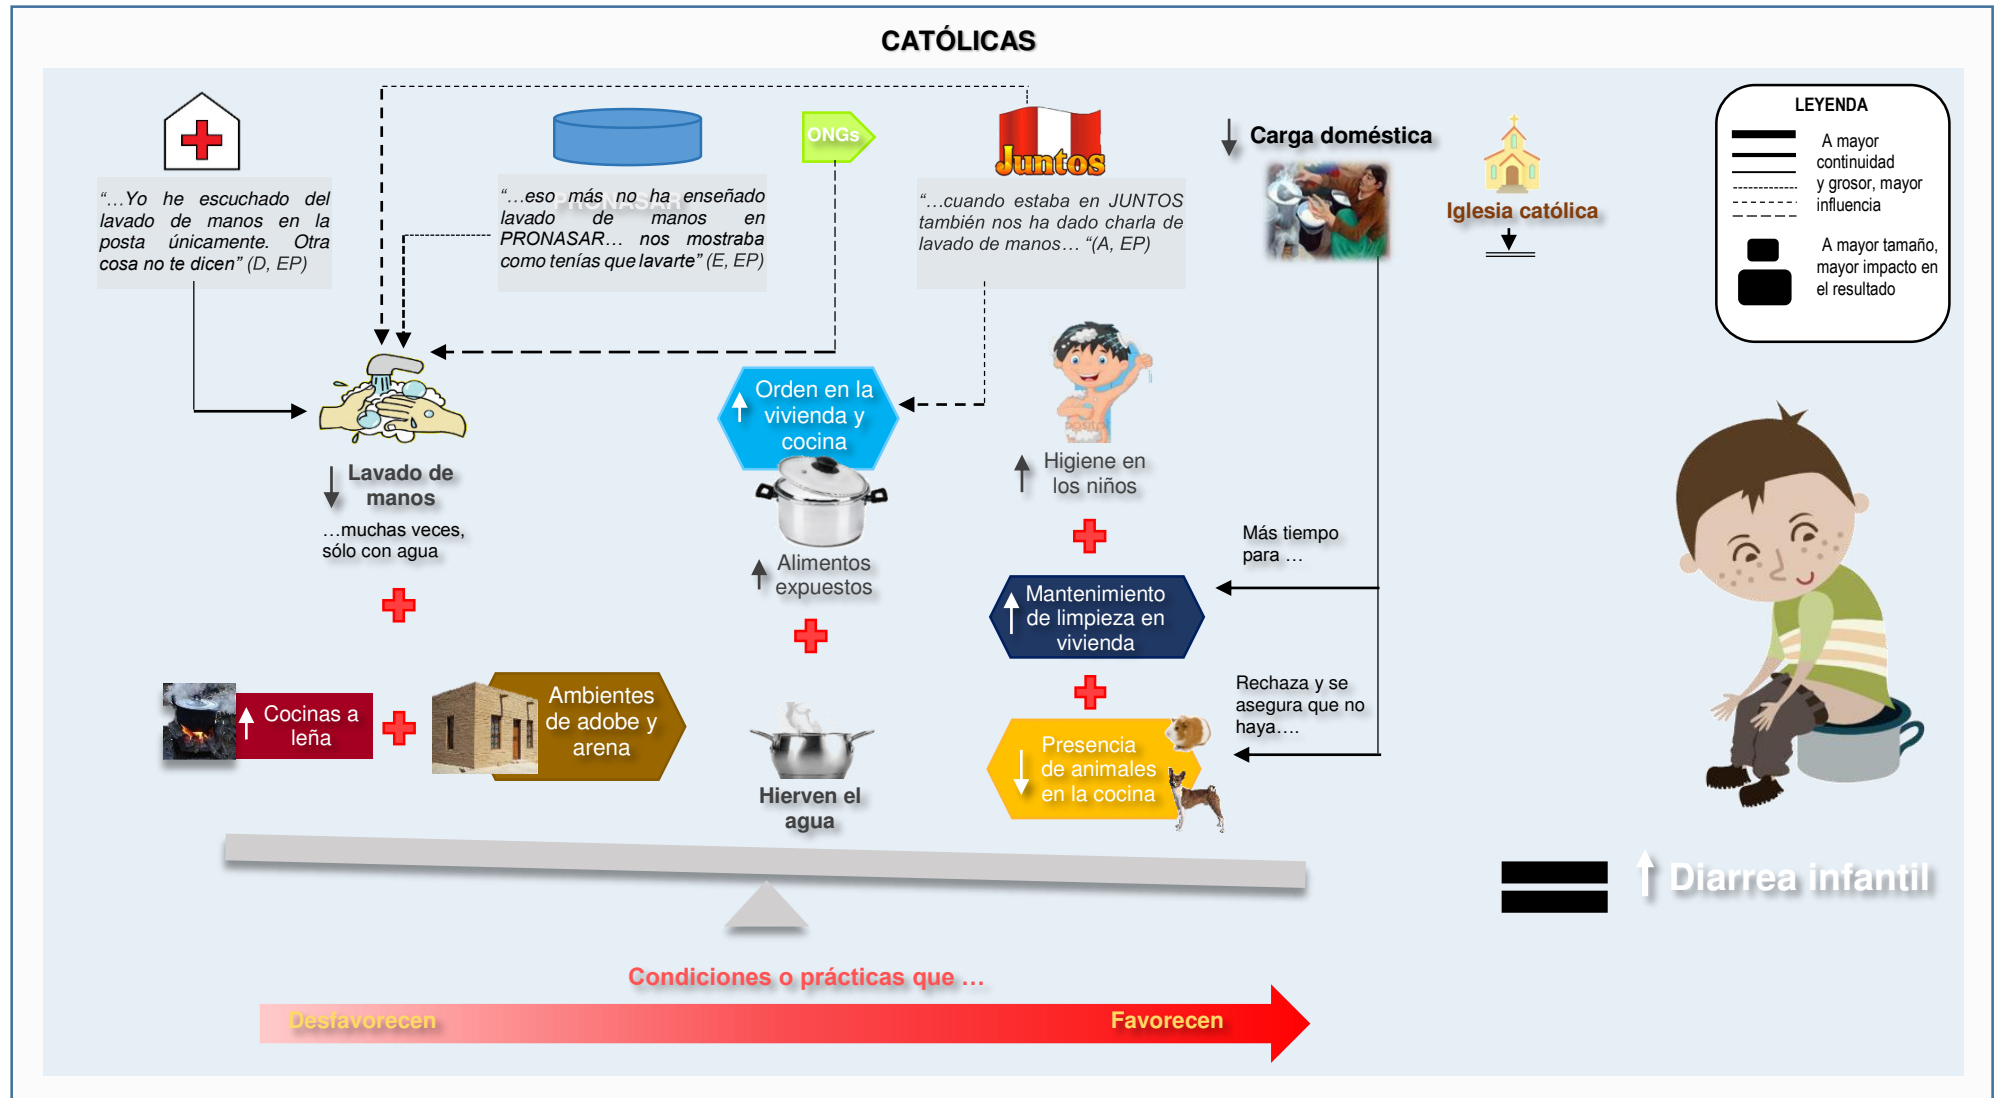 CATÓLICAS
“…Yo he escuchado del
lavado de manos en la
posta únicamente. Otra
cosa no te dicen” (D, EP)
PRONASAR
“…eso más no ha enseñado
lavado de manos en
PRONASAR… nos mostraba
como tenías que lavarte” (E, EP)
ONGs
Juntos
“…cuando estaba en JUNTOS
también nos ha dado charla de
lavado de manos… “(A, EP)
Carga doméstica
Iglesia católica
LEYENDA
A mayor
continuidad
y grosor, mayor
influencia
A mayor tamaño,
mayor impacto en
el resultado
Lavado de
manos
…muchas veces,
sólo con agua
Orden en la
vivienda y
cocina
Alimentos
expuestos
Higiene en
los niños
Más tiempo
para …
Mantenimiento
de limpieza en
vivienda
Rechaza y se
asegura que no
haya….
Presencia
de animales
en la cocina
Cocinas a
leña
Ambientes
de adobe y
arena
Hierven el
agua
Diarrea infantil
Condiciones o prácticas que …
Desfavorecen
Favorecen